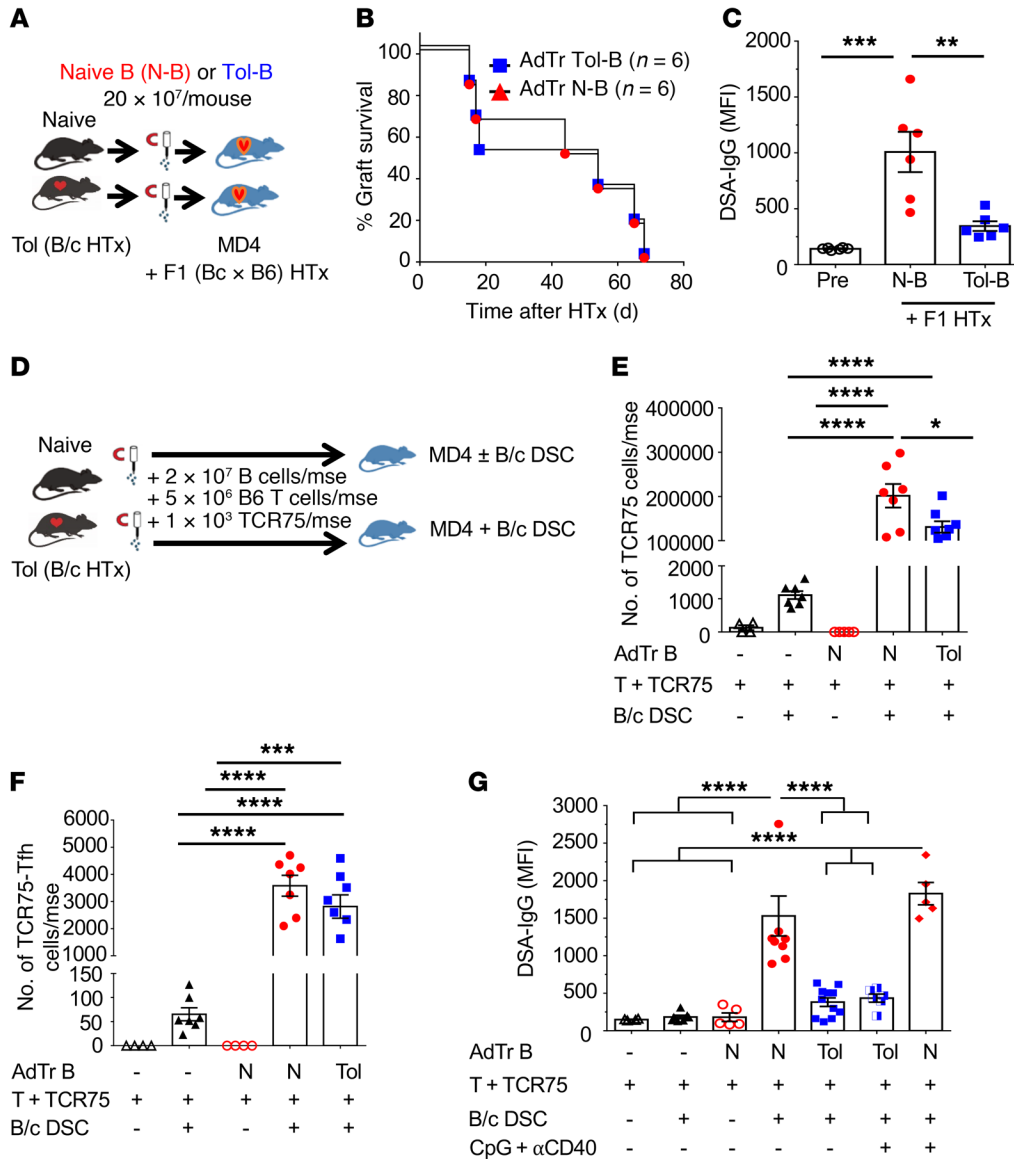 A
Naive B (N-B) or Tol-B
20 × 10⁷/mouse
Naive
Tol (B/c HTx)
MD4
+ F1 (Bc × B6) HTx
B
% Graft survival
100
80
60
40
20
0
0 20 40 60 80
Time after HTx (d)
AdTr Tol-B (n = 6)
AdTr N-B (n = 6)
C
*** **
DSA-IgG (MFI)
2000
1500
1000
500
0
Pre N-B Tol-B
+ F1 HTx
D
Naive
+ 2 × 10⁷ B cells/mse
+ 5 × 10⁶ B6 T cells/mse
+ 1 × 10³ TCR75/mse
Tol (B/c HTx)
MD4 ± B/c DSC
MD4 + B/c DSC
E
****
****
**** *
No. of TCR75 cells/mse
400000
300000
200000
100000
2000
1000
0
AdTr B - - N N Tol
T + TCR75 + + + + +
B/c DSC - + - + +
F
***
****
****
****
No. of TCR75-Tfh
cells/mse
6000
5000
4000
3000
2000
1000
150
100
50
0
AdTr B - - N N Tol
T + TCR75 + + + + +
B/c DSC - + - + +
G
**** ****
****
DSA-IgG (MFI)
3000
2500
2000
1500
1000
500
0
AdTr B - - N N Tol Tol N
T + TCR75 + + + + + + +
B/c DSC - + - + + + +
CpG + αCD40 + +